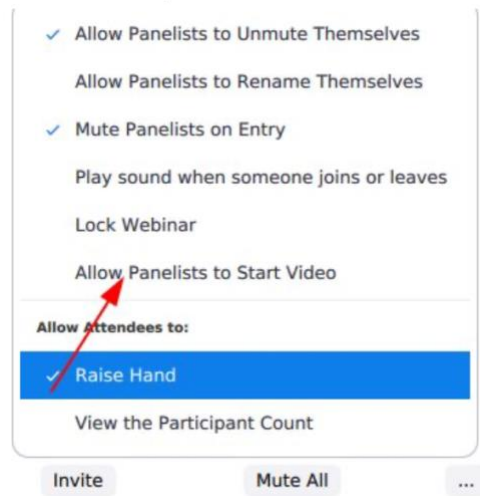 Allow Panelists to Unmute Themselves
Allow Panelists to Rename Themselves
Mute Panelists on Entry
Play sound when someone joins or leaves
Lock Webinar
Allow Panelists to Start Video
Allow Attendees to:
Raise Hand
View the Participant Count
Invite Mute All ...